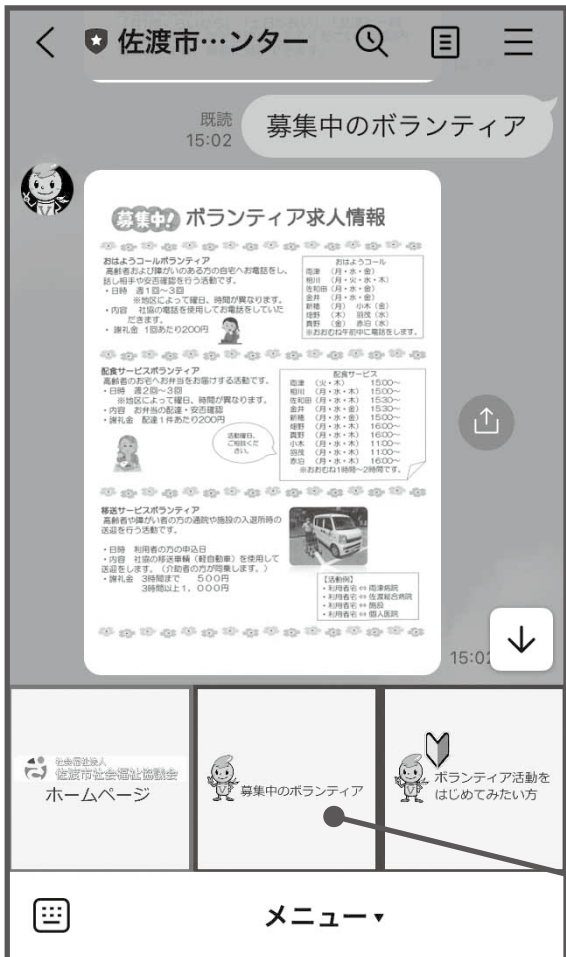 佐渡市…ンター
既読
15:02
募集中のボランティア
募集中! ボランティア求人情報
おはようコールボランティア
高齢者および障がいのある方の自宅へお電話をし、
話し相手や安否確認を行う活動です。
・日時 週1回~3回
※地区によって曜日、時間が異なります。
・内容 社協の電話を使用してお電話をしていた
だきます。
・謝礼金 1回あたり200円
おはようコール
両津 (月・水・金)
相川 (月・火・水・木)
佐和田(月・水・金)
金井 (月・水・金)
新穂 (月) 小木(金)
畑野 (木) 羽茂(水)
真野 (金) 赤泊(水)
※おおむね午前中に電話をします。
配食サービスボランティア
高齢者のお宅へお弁当をお届けする活動です。
・日時 週2回~3回
※地区によって曜日、時間が異なります。
・内容 お弁当の配達・安否確認
・謝礼金 配達1件あたり200円
活動曜日、
ご相談くだ
さい。
配食サービス
両津 (火・木) 15:00~
相川 (月・水・木) 15:00~
佐和田(月・水・木) 15:30~
金井 (月・水・金) 15:30~
新穂 (月・水・金) 15:00~
畑野 (月・水・木) 16:00~
真野 (月・水・木) 16:00~
小木 (月・水・木) 11:00~
羽茂 (月・水・木) 11:00~
赤泊 (月・水・木) 16:00~
※おおむね1時間~2時間です。
移送サービスボランティア
高齢者や障がい者の方の通院や施設の入退所時の
送迎を行う活動です。
・日時 利用者の方の申込日
・内容 社協の移送車輌(軽自動車)を使用して
送迎をします。(介助者の方が同乗します。)
・謝礼金 3時間まで 500円
3時間以上1,000円
【活動例】
・利用者宅⇔両津病院
・利用者宅⇔佐渡総合病院
・利用者宅⇔施設
・利用者宅⇔個人医院
15:02
社会福祉法人
佐渡市社会福祉協議会
ホームページ
募集中のボランティア
ボランティア活動を
はじめてみたい方
メニュー▼